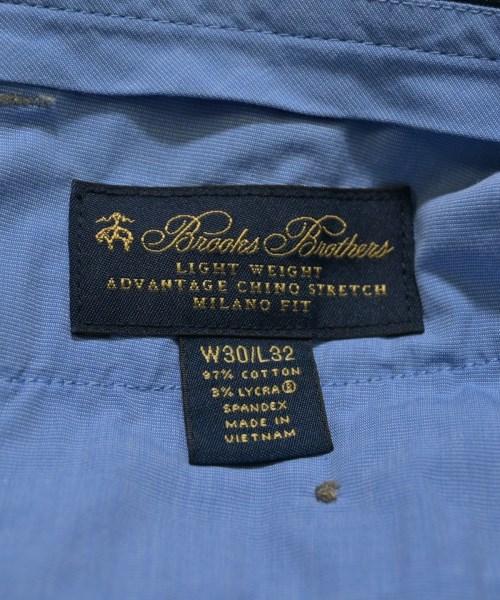 Brooks Brothers
LIGHT WEIGHT
ADVANTAGE CHINO STRETCH
MILANO FIT
W30/L32
97% COTTON
3% LYCRA®
SPANDEX
MADE IN
VIETNAM